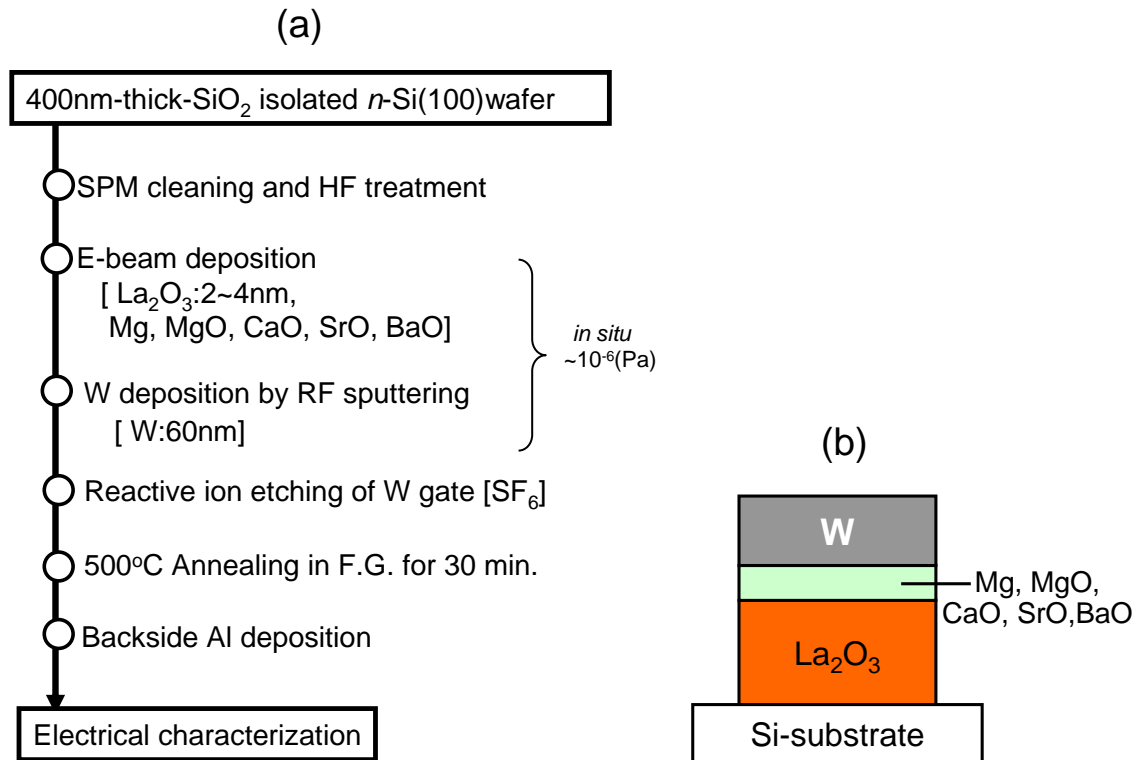 (a)
400nm-thick-SiO₂ isolated n-Si(100)wafer
SPM cleaning and HF treatment
E-beam deposition
[ La₂O₃:2~4nm,
Mg, MgO, CaO, SrO, BaO]
in situ
~10⁻⁶(Pa)
W deposition by RF sputtering
[ W:60nm]
Reactive ion etching of W gate [SF₆]
500ºC Annealing in F.G. for 30 min.
Backside Al deposition
Electrical characterization
(b)
W
Mg, MgO,
CaO, SrO,BaO
La₂O₃
Si-substrate